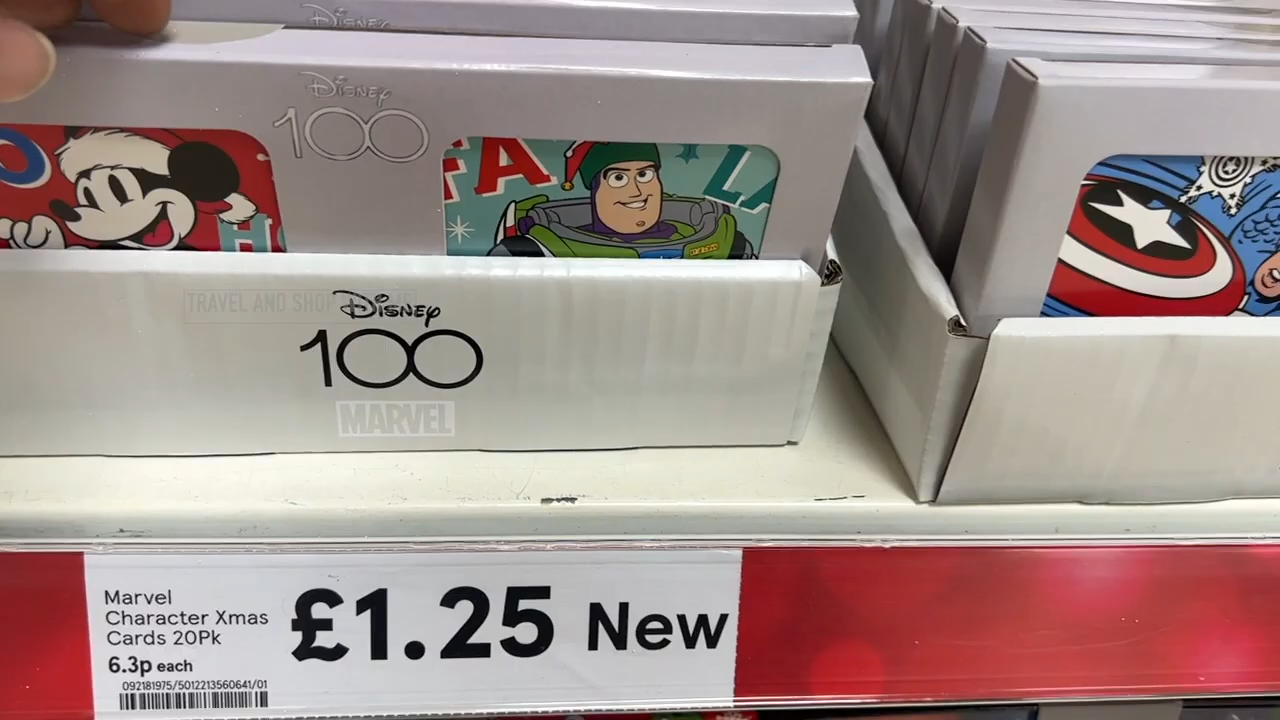 Disney
Disney
100
O
FA
LA
H
TRAVEL AND SHOP
Disney
100
MARVEL
Marvel
Character Xmas
Cards 20Pk
£1.25 New
6.3p each
092181975/5012213560641/01